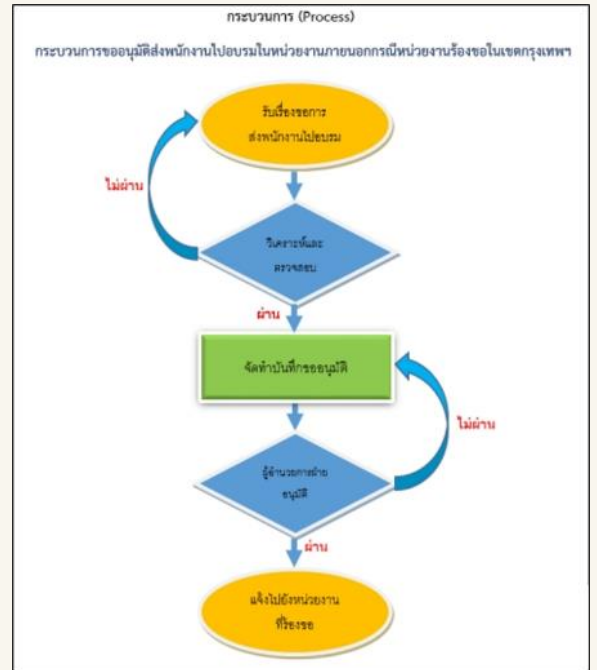 กระบวนการ (Process)
กระบวนการขออนุมัติส่งพนักงานไปอบรมในหน่วยงานภายนอกกรณีหน่วยงานร้องขอในเขตกรุงเทพฯ
รับเรื่องขอการ
ส่งพนักงานไปอบรม
ไม่ผ่าน
วิเคราะห์และ
ตรวจสอบ
ผ่าน
จัดทำบันทึกขออนุมัติ
ไม่ผ่าน
ผู้อำนวยการฝ่าย
อนุมัติ
ผ่าน
แจ้งไปยังหน่วยงาน
ที่ร้องขอ